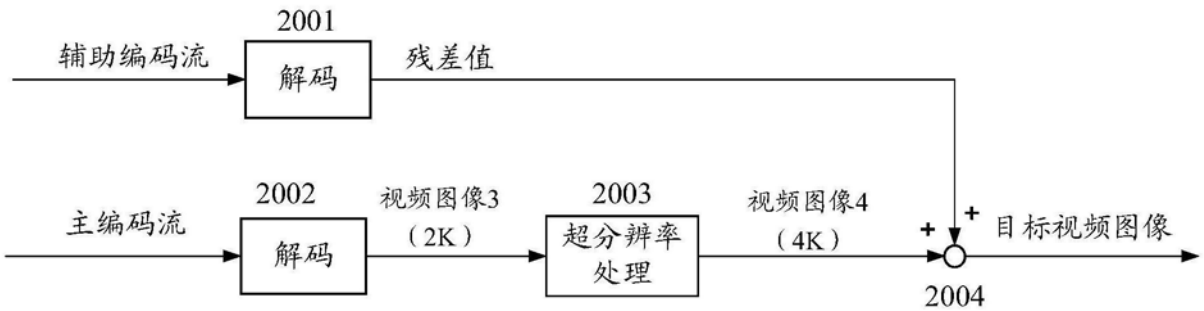 2001
辅助编码流
解码
残差值
2002
主编码流
解码
视频图像3
（2K）
2003
超分辨率
处理
视频图像4
（4K）
+
+
目标视频图像
2004